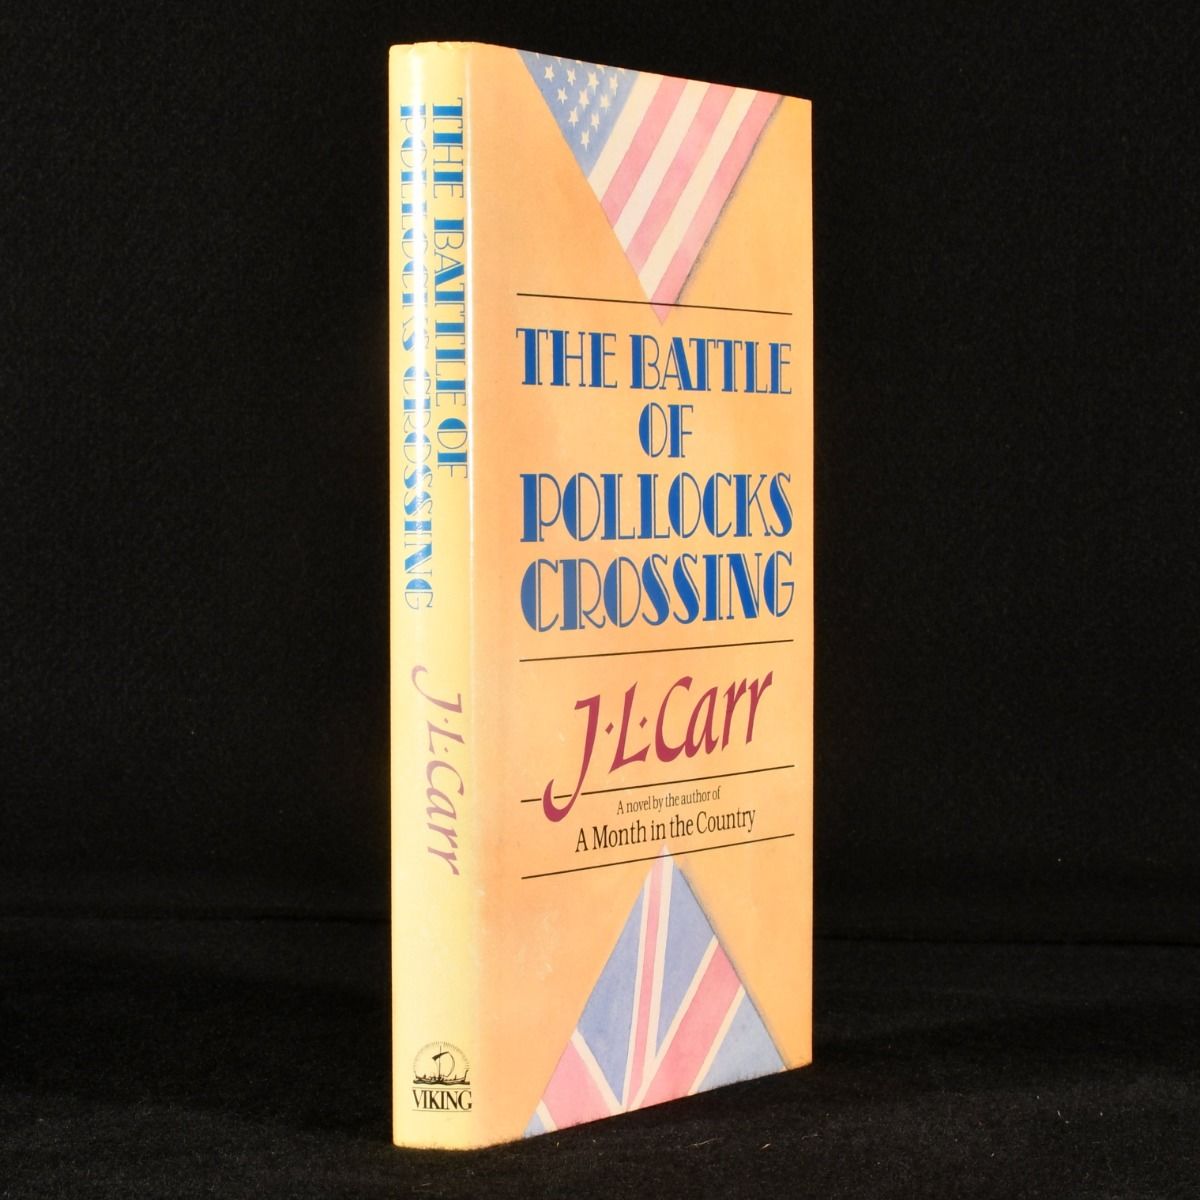 THE BATTLE OF
POLLOCKS CROSSING
J·L·Carr
VIKING
THE BATTLE
OF
POLLOCKS
CROSSING
J·L·Carr
A novel by the author of
A Month in the Country